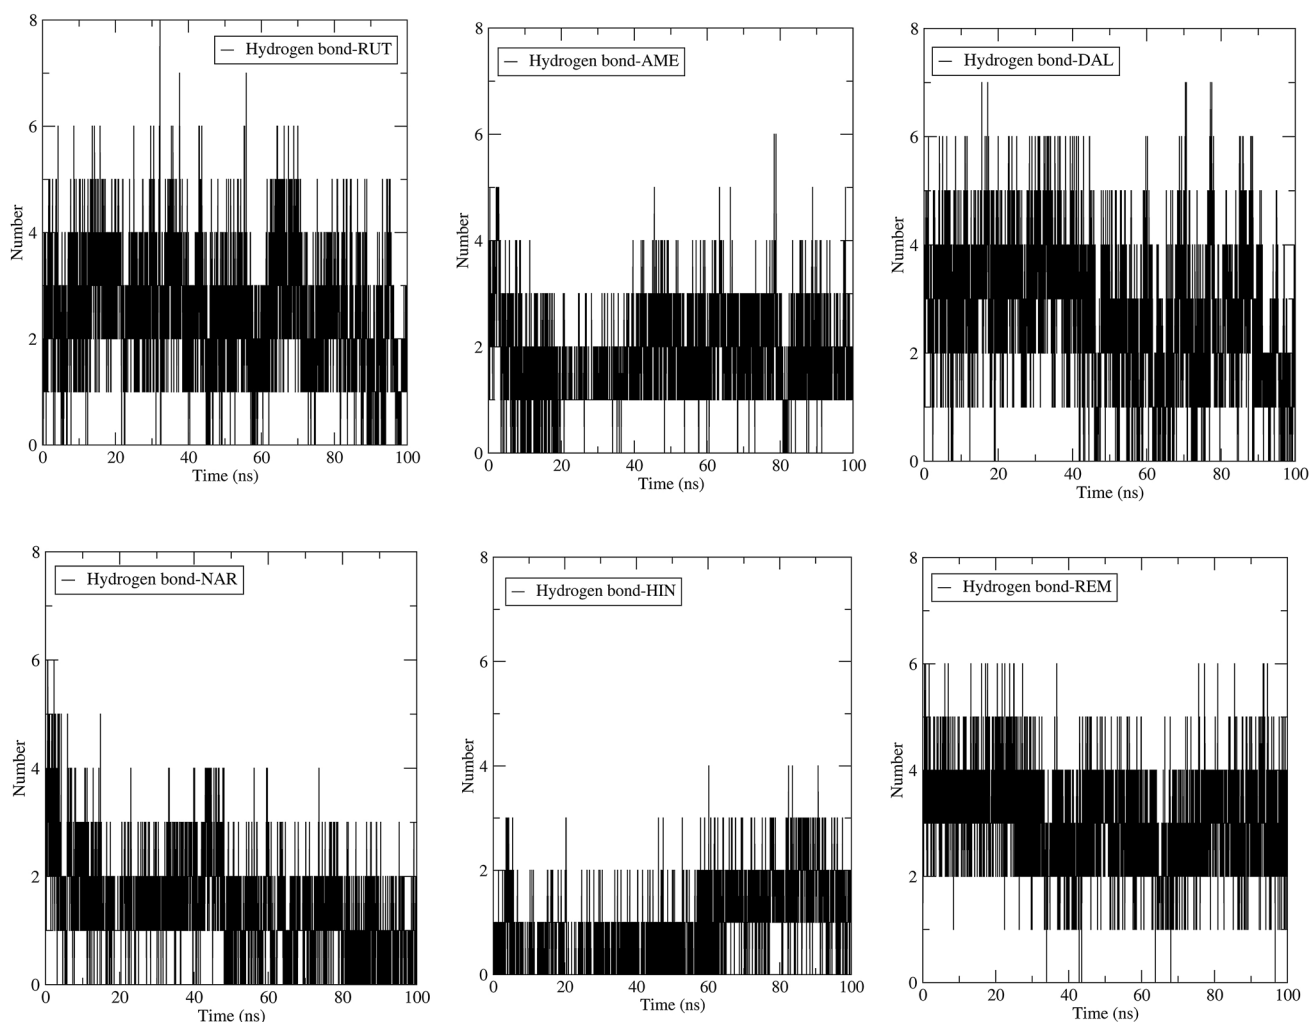 Hydrogen bond-RUT
Number
8
6
4
2
0
0 20 40 60 80 100
Time (ns)
Hydrogen bond-AME
Number
8
6
4
2
0
0 20 40 60 80 100
Time (ns)
Hydrogen bond-DAL
Number
8
6
4
2
0
0 20 40 60 80 100
Time (ns)
Hydrogen bond-NAR
Number
8
6
4
2
0
0 20 40 60 80 100
Time (ns)
Hydrogen bond-HIN
Number
8
6
4
2
0
0 20 40 60 80 100
Time (ns)
Hydrogen bond-REM
Number
8
6
4
2
0
0 20 40 60 80 100
Time (ns)